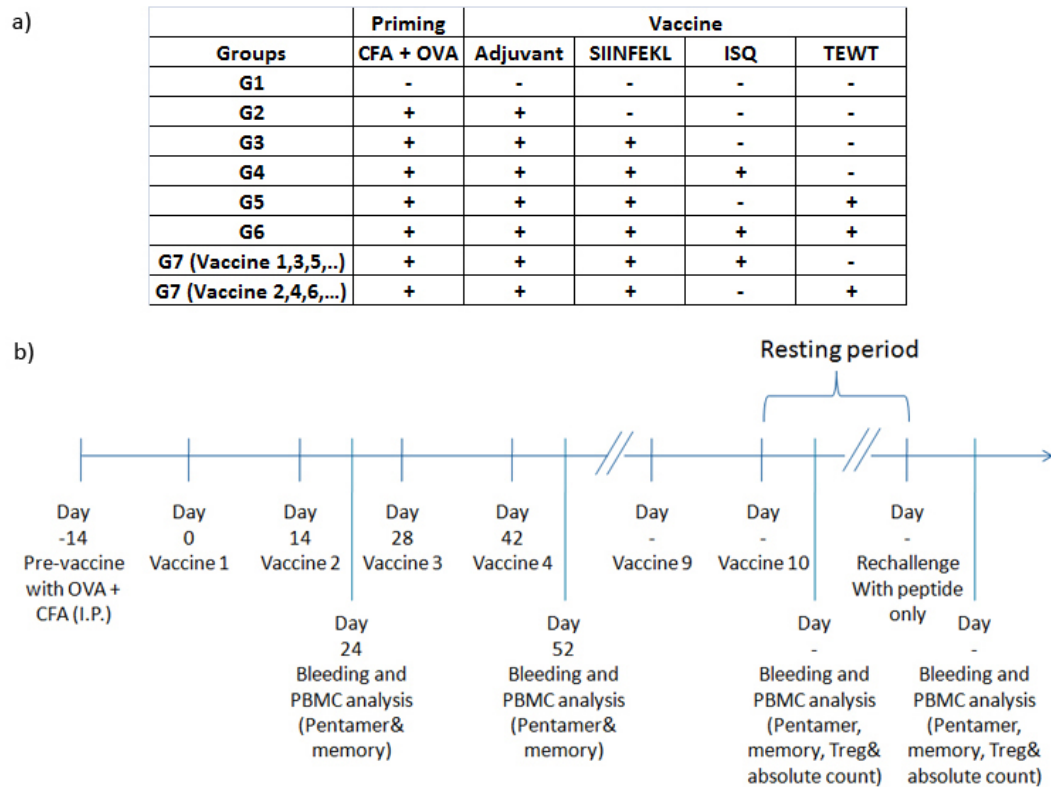 a)
Priming Vaccine
Groups CFA + OVA Adjuvant SIINFEKL ISQ TEWT
G1 - - - - -
G2 + + - - -
G3 + + + - -
G4 + + + + -
G5 + + + - +
G6 + + + + +
G7 (Vaccine 1,3,5,..) + + + + -
G7 (Vaccine 2,4,6,...) + + + - +
b)
Resting period
Day
-14
Pre-vaccine
with OVA +
CFA (I.P.)
Day
0
Vaccine 1
Day
14
Vaccine 2
Day
24
Bleeding and
PBMC analysis
(Pentamer&
memory)
Day
28
Vaccine 3
Day
42
Vaccine 4
Day
52
Bleeding and
PBMC analysis
(Pentamer&
memory)
Day
-
Vaccine 9
Day
-
Vaccine 10
Day
-
Bleeding and
PBMC analysis
(Pentamer,
memory, Treg&
absolute count)
Day
-
Rechallenge
With peptide
only
Day
-
Bleeding and
PBMC analysis
(Pentamer,
memory, Treg&
absolute count)